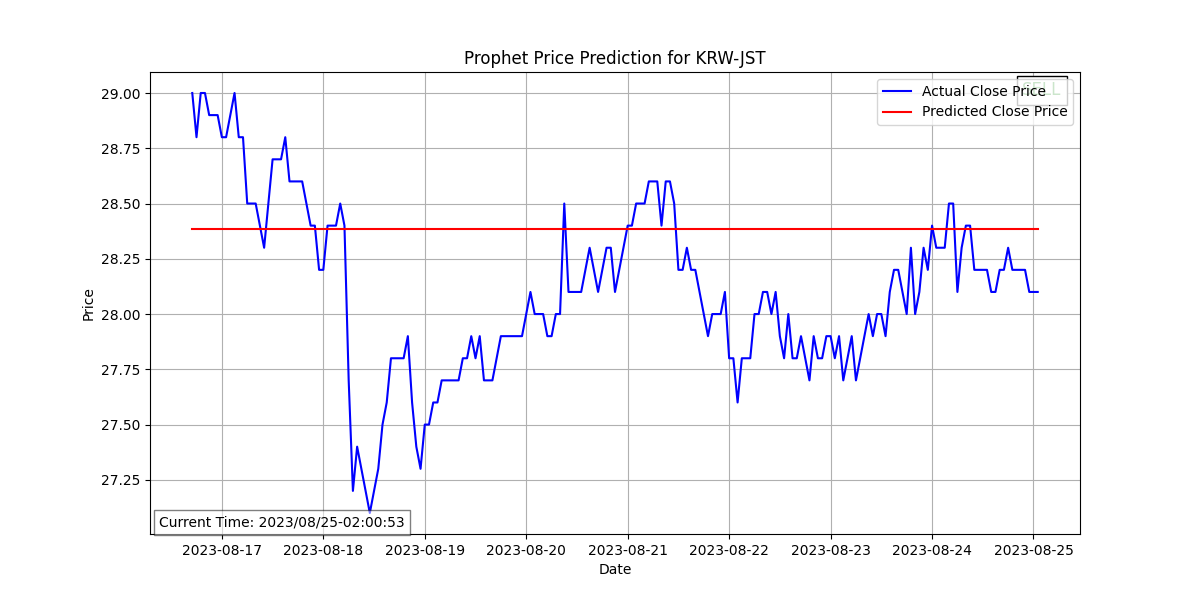 Prophet Price Prediction for KRW-JST
SELL
Actual Close Price
Predicted Close Price
29.00
28.75
28.50
28.25
28.00
27.75
27.50
27.25
Price
Current Time: 2023/08/25-02:00:53
2023-08-17 2023-08-18 2023-08-19 2023-08-20 2023-08-21 2023-08-22 2023-08-23 2023-08-24 2023-08-25
Date